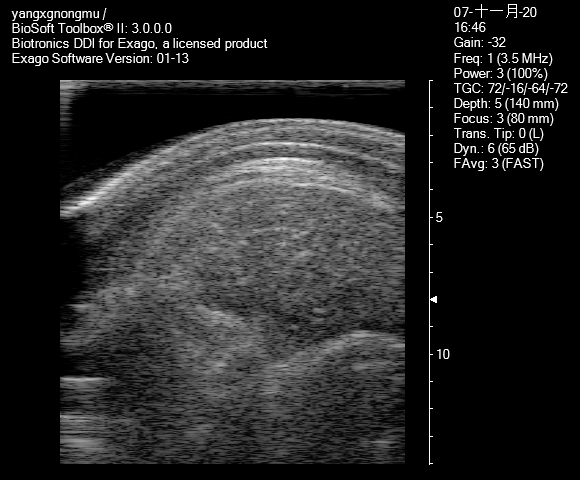 yangxgnongmu /
BioSoft Toolbox® II: 3.0.0.0
Biotronics DDI for Exago, a licensed product
Exago Software Version: 01-13
07-十一月-20
16:46
Gain: -32
Freq: 1 (3.5 MHz)
Power: 3 (100%)
TGC: 72/-16/-64/-72
Depth: 5 (140 mm)
Focus: 3 (80 mm)
Trans. Tip: 0 (L)
Dyn.: 6 (65 dB)
FAvg: 3 (FAST)
5
10